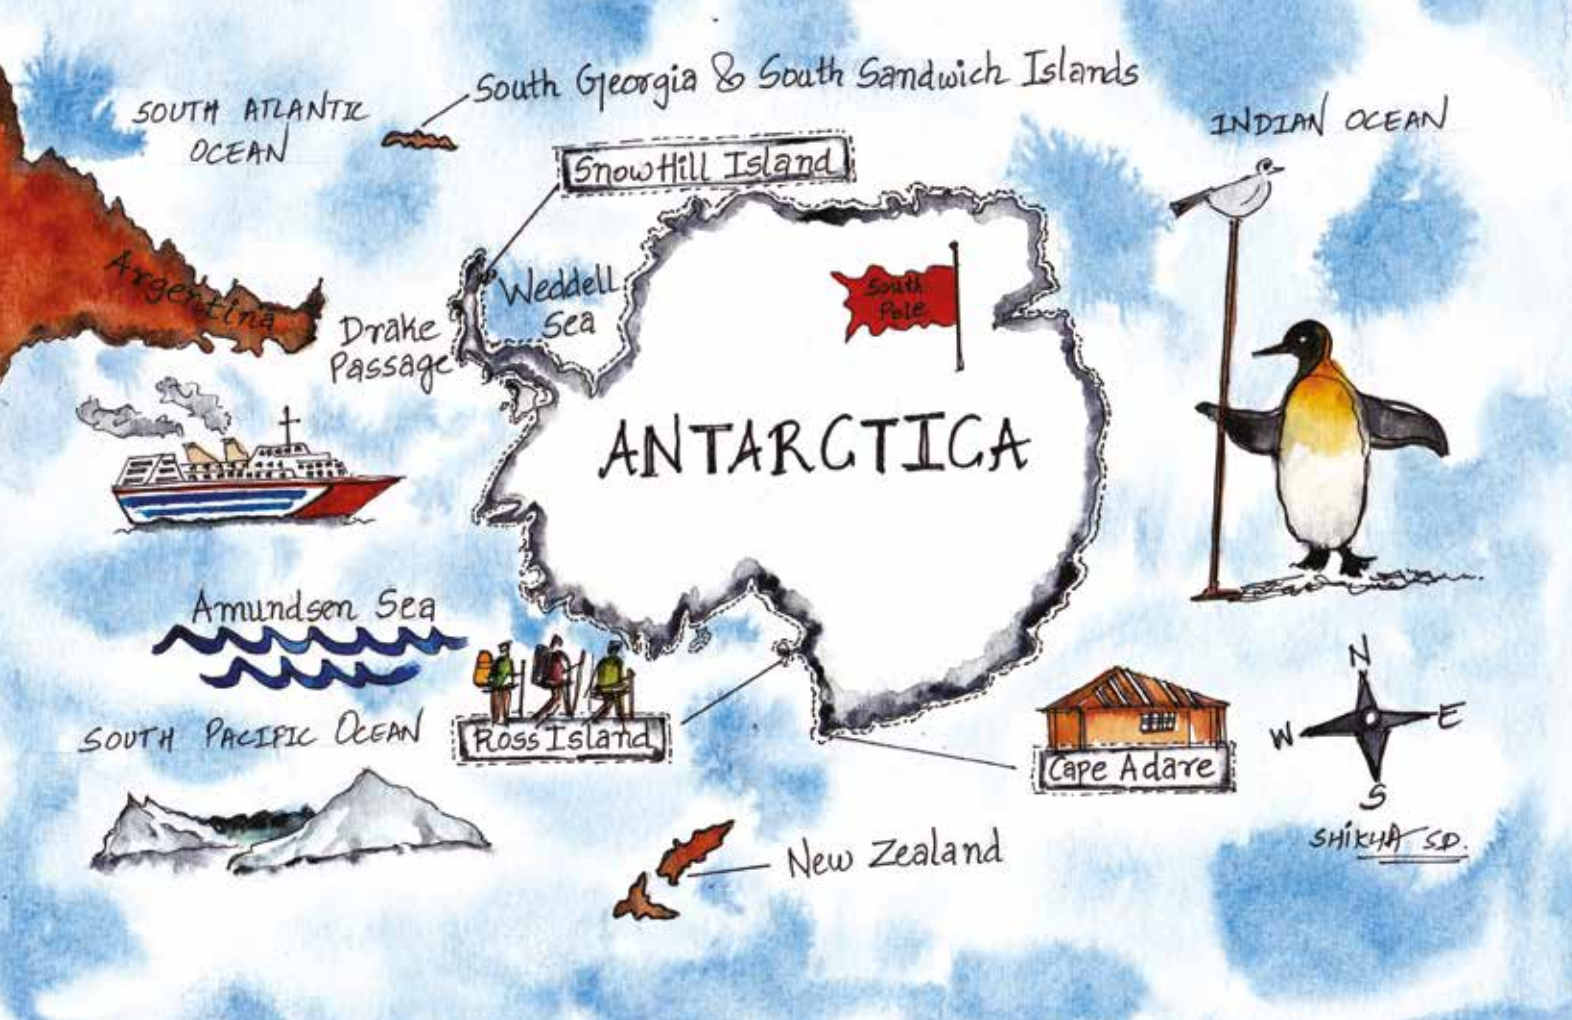 South Georgia & South Sandwich Islands
SOUTH ATLANTIC
OCEAN
INDIAN OCEAN
Snow Hill Island
Argentina
Weddell
Sea
South
Pole
Drake
Passage
ANTARCTICA
Amundsen Sea
SOUTH PACIFIC OCEAN
Ross Island
Cape Adare
N
W
E
S
SHIKHA SD.
New Zealand